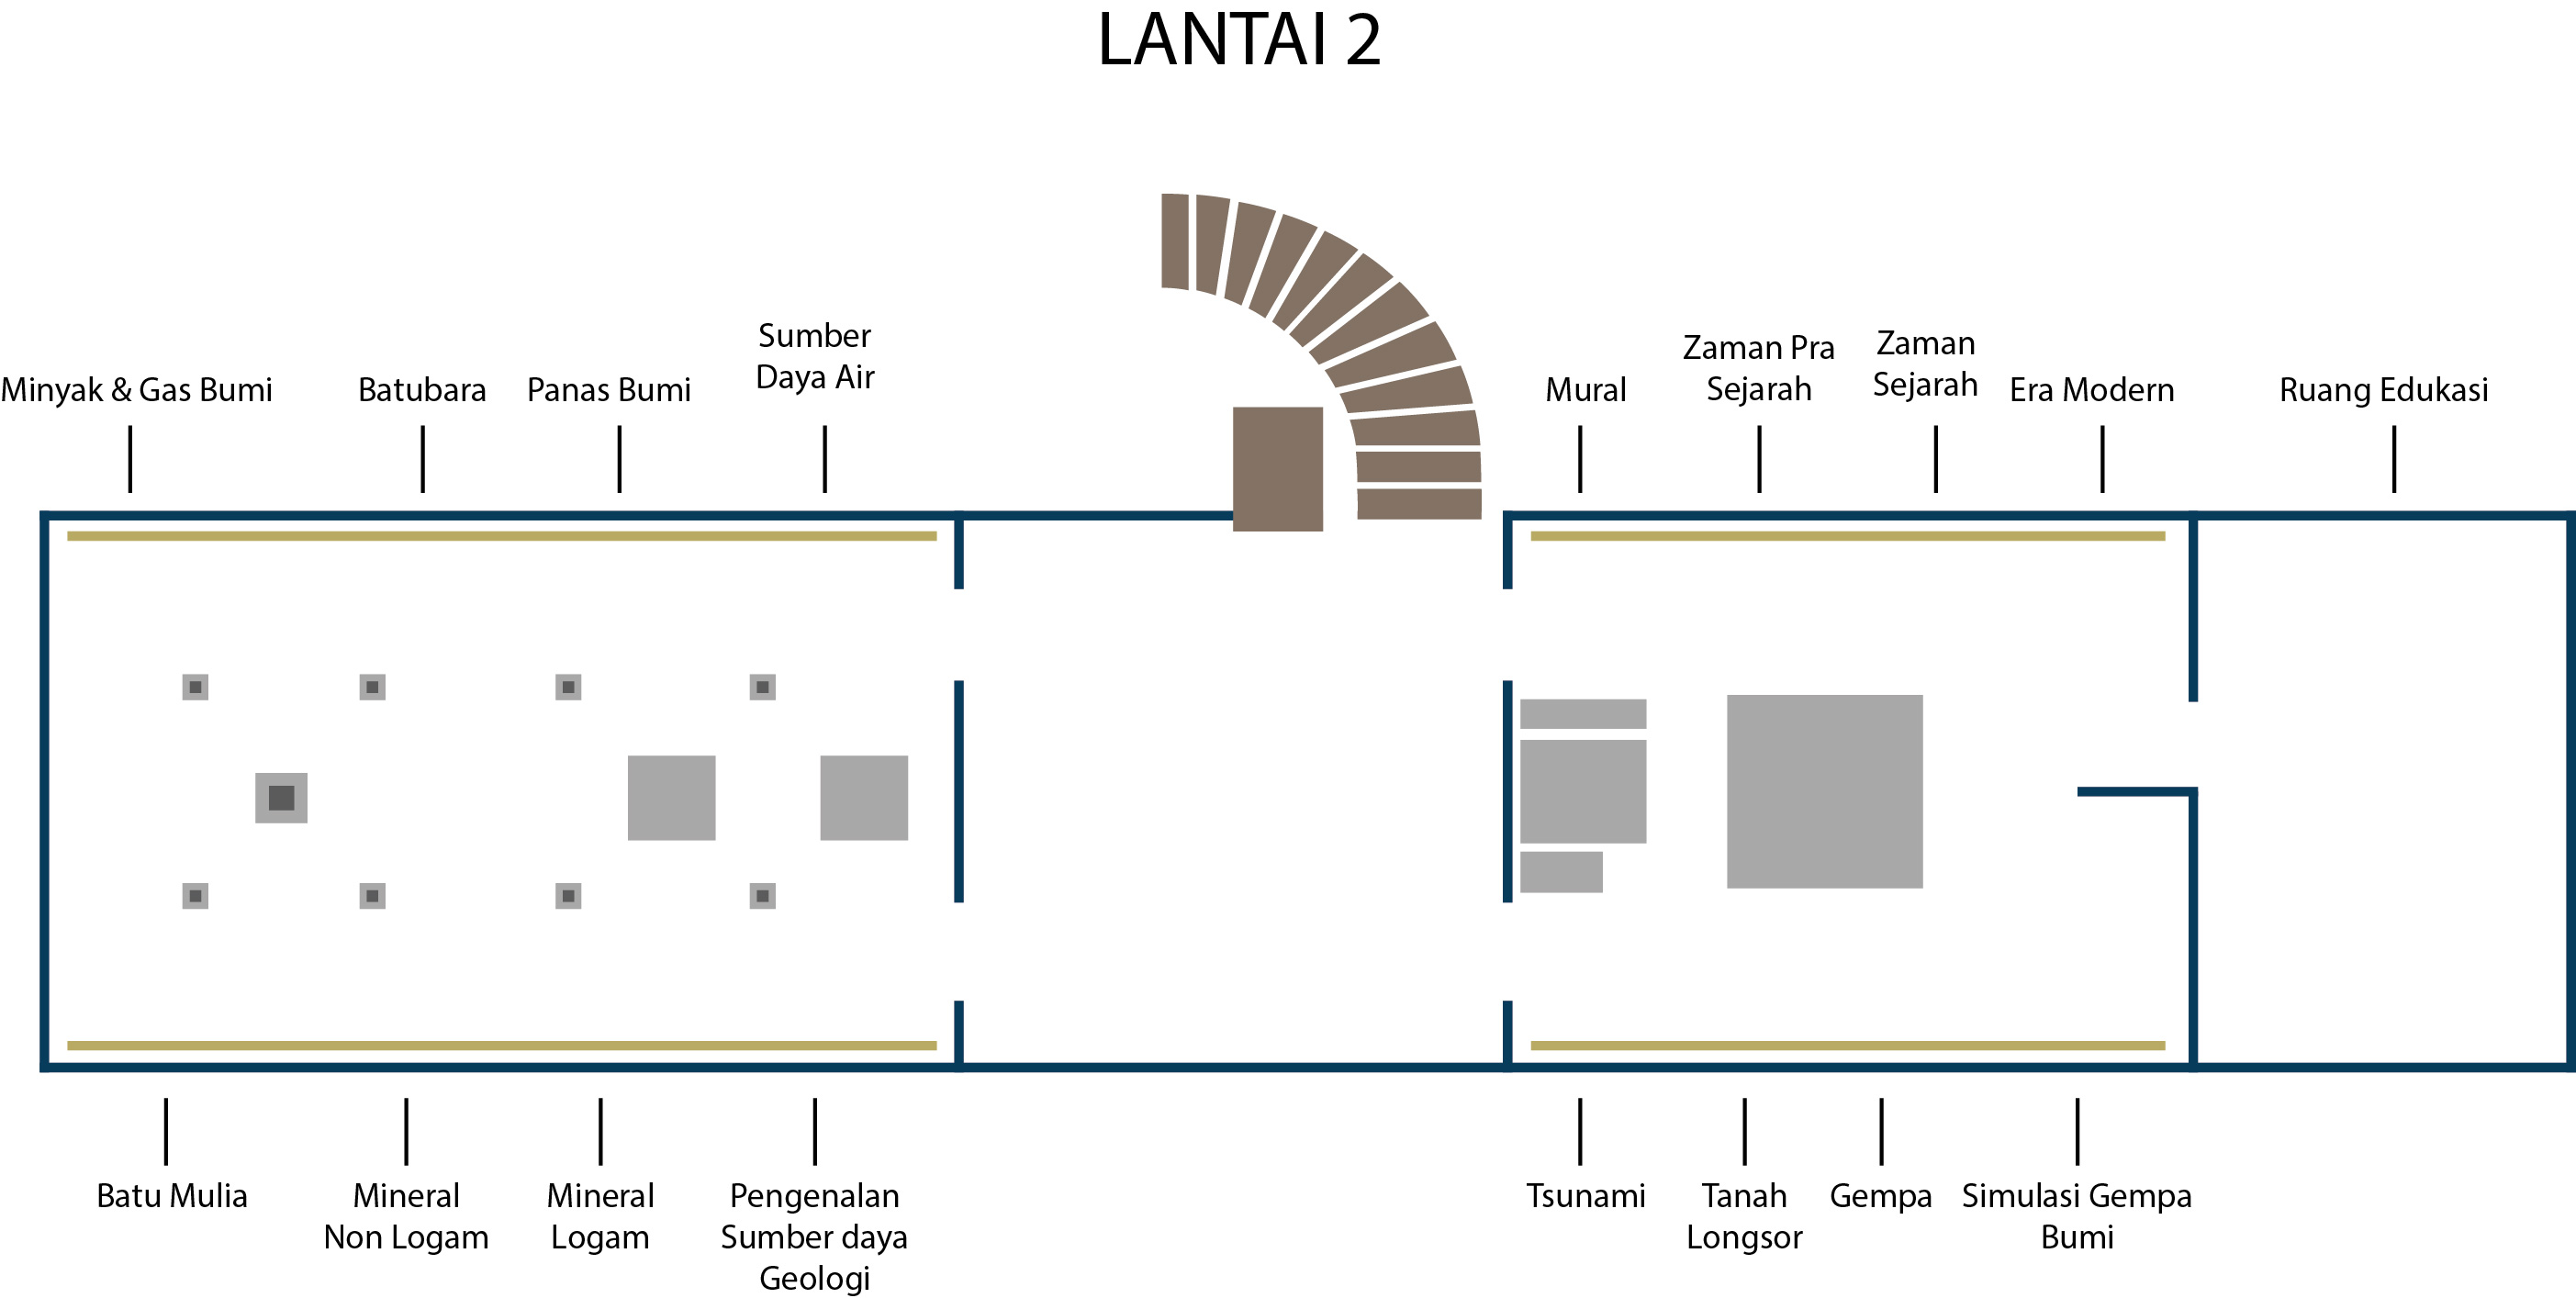 LANTAI 2
Minyak & Gas Bumi
Batubara
Panas Bumi
Sumber
Daya Air
Mural
Zaman Pra
Sejarah
Zaman
Sejarah
Era Modern
Ruang Edukasi
Batu Mulia
Mineral
Non Logam
Mineral
Logam
Pengenalan
Sumber daya
Geologi
Tsunami
Tanah
Longsor
Gempa
Simulasi Gempa
Bumi